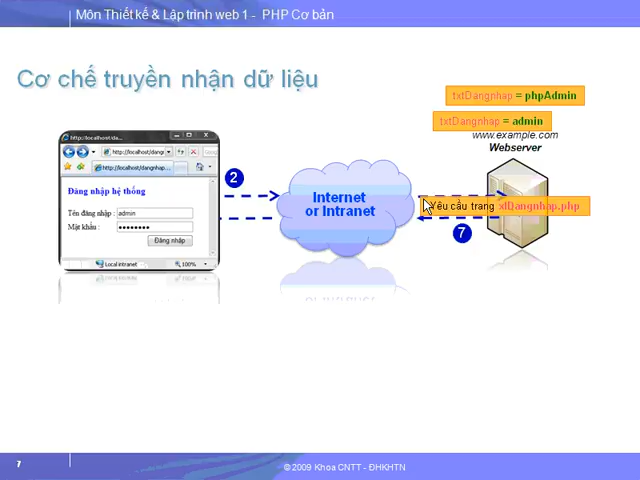 Môn Thiết kế & Lập trình web 1 - PHP Cơ bản
Cơ chế truyền nhận dữ liệu
txtDangnhap = phpAdmin
txtDangnhap = admin
www.example.com
Webserver
http://localhost/da...
http://localhost/dang
http://localhost/dangnhap...
Đăng nhập hệ thống
Tên đăng nhập : admin
Mật khẩu : ••••••••
Đăng nhập
Local intranet
100%
2
Internet
or Intranet
Yêu cầu trang xlDangnhap.php
7
7
© 2009 Khoa CNTT - ĐHKHTN